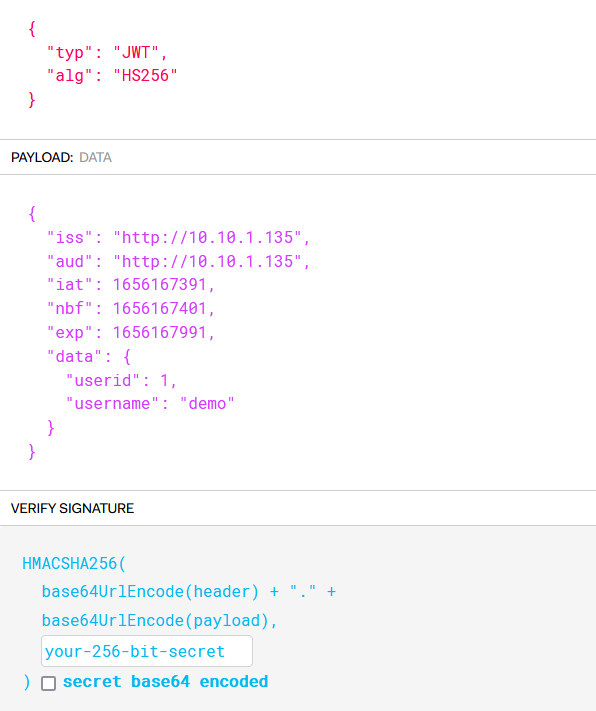 {
"typ": "JWT",
"alg": "HS256"
}
PAYLOAD: DATA
{
"iss": "http://10.10.1.135",
"aud": "http://10.10.1.135",
"iat": 1656167391,
"nbf": 1656167401,
"exp": 1656167991,
"data": {
"userid": 1,
"username": "demo"
}
}
VERIFY SIGNATURE
HMACSHA256(
base64UrlEncode(header) + "." +
base64UrlEncode(payload),
your-256-bit-secret
) secret base64 encoded